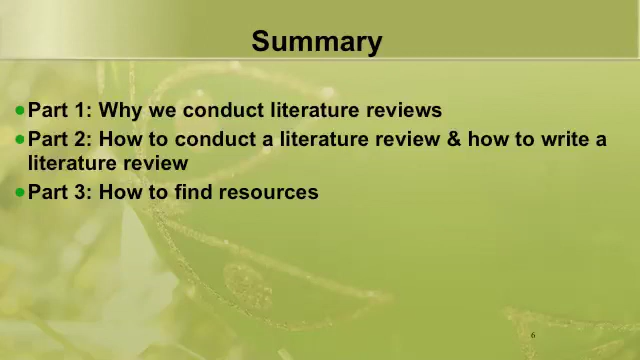 Summary
Part 1: Why we conduct literature reviews
Part 2: How to conduct a literature review & how to write a
literature review
Part 3: How to find resources
6